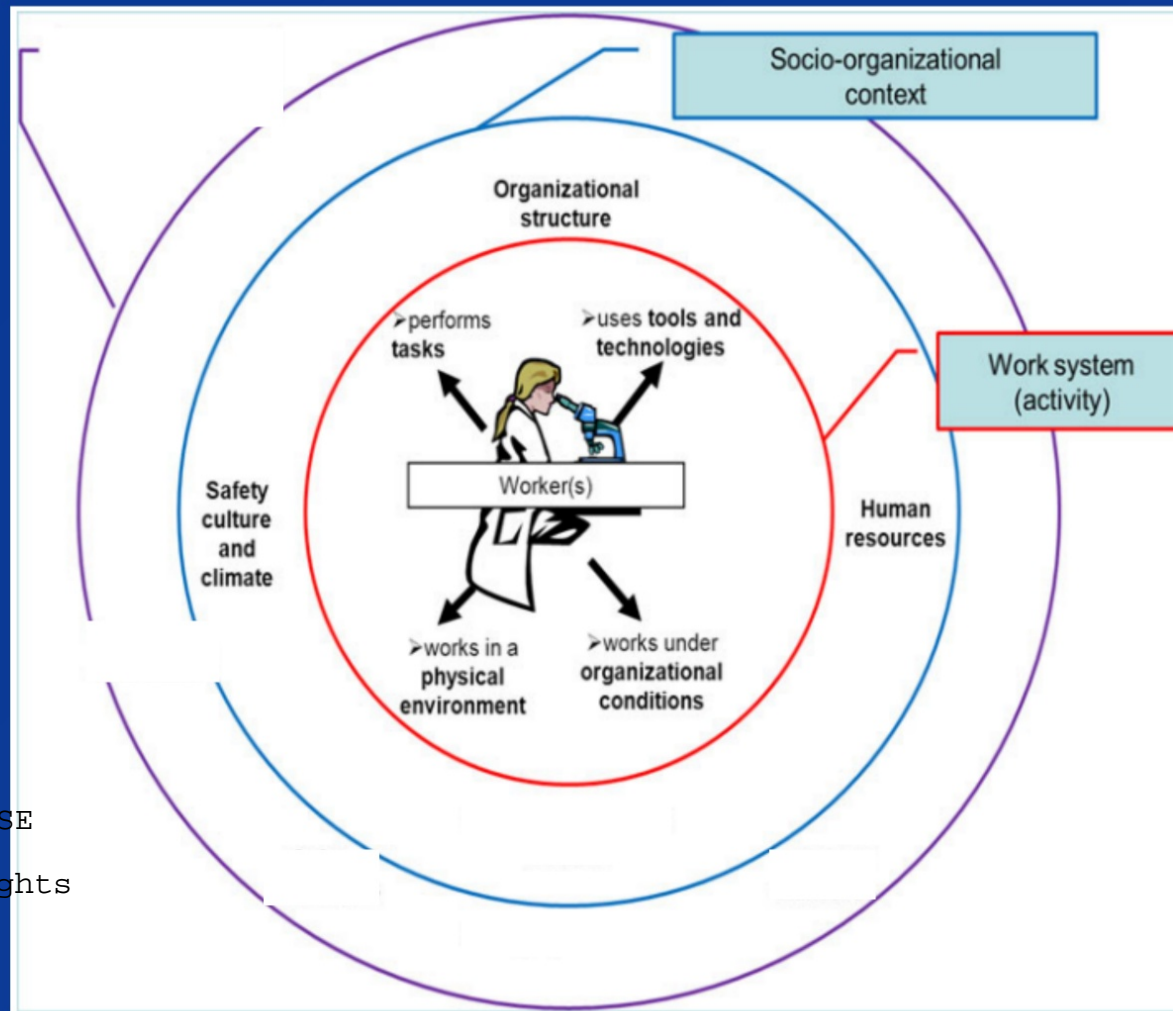 Socio-organizational
context
Organizational
structure
➢performs
tasks
➢uses tools and
technologies
Work system
(activity)
Worker(s)
Safety
culture
and
climate
Human
resources
➢works in a
physical
environment
➢works under
organizational
conditions